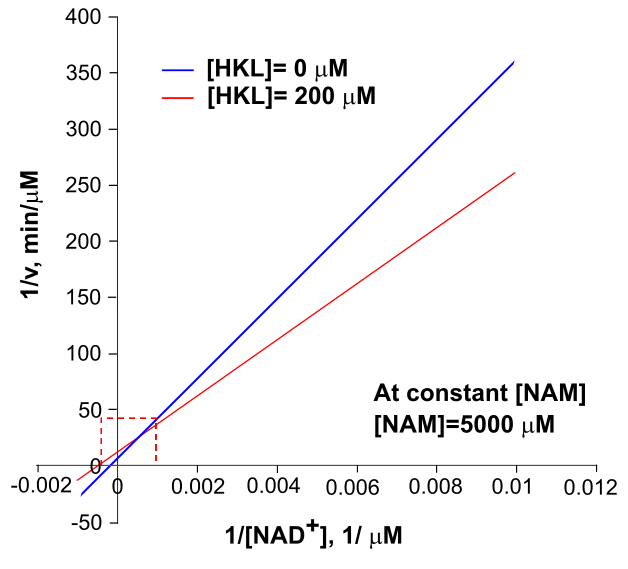 400
350
300
250
200
150
100
50
0
-50
1/v, min/μM
[HKL]= 0 μM
[HKL]= 200 μM
At constant [NAM]
[NAM]=5000 μM
-0.002 0 0.002 0.004 0.006 0.008 0.01 0.012
1/[NAD+], 1/ μM